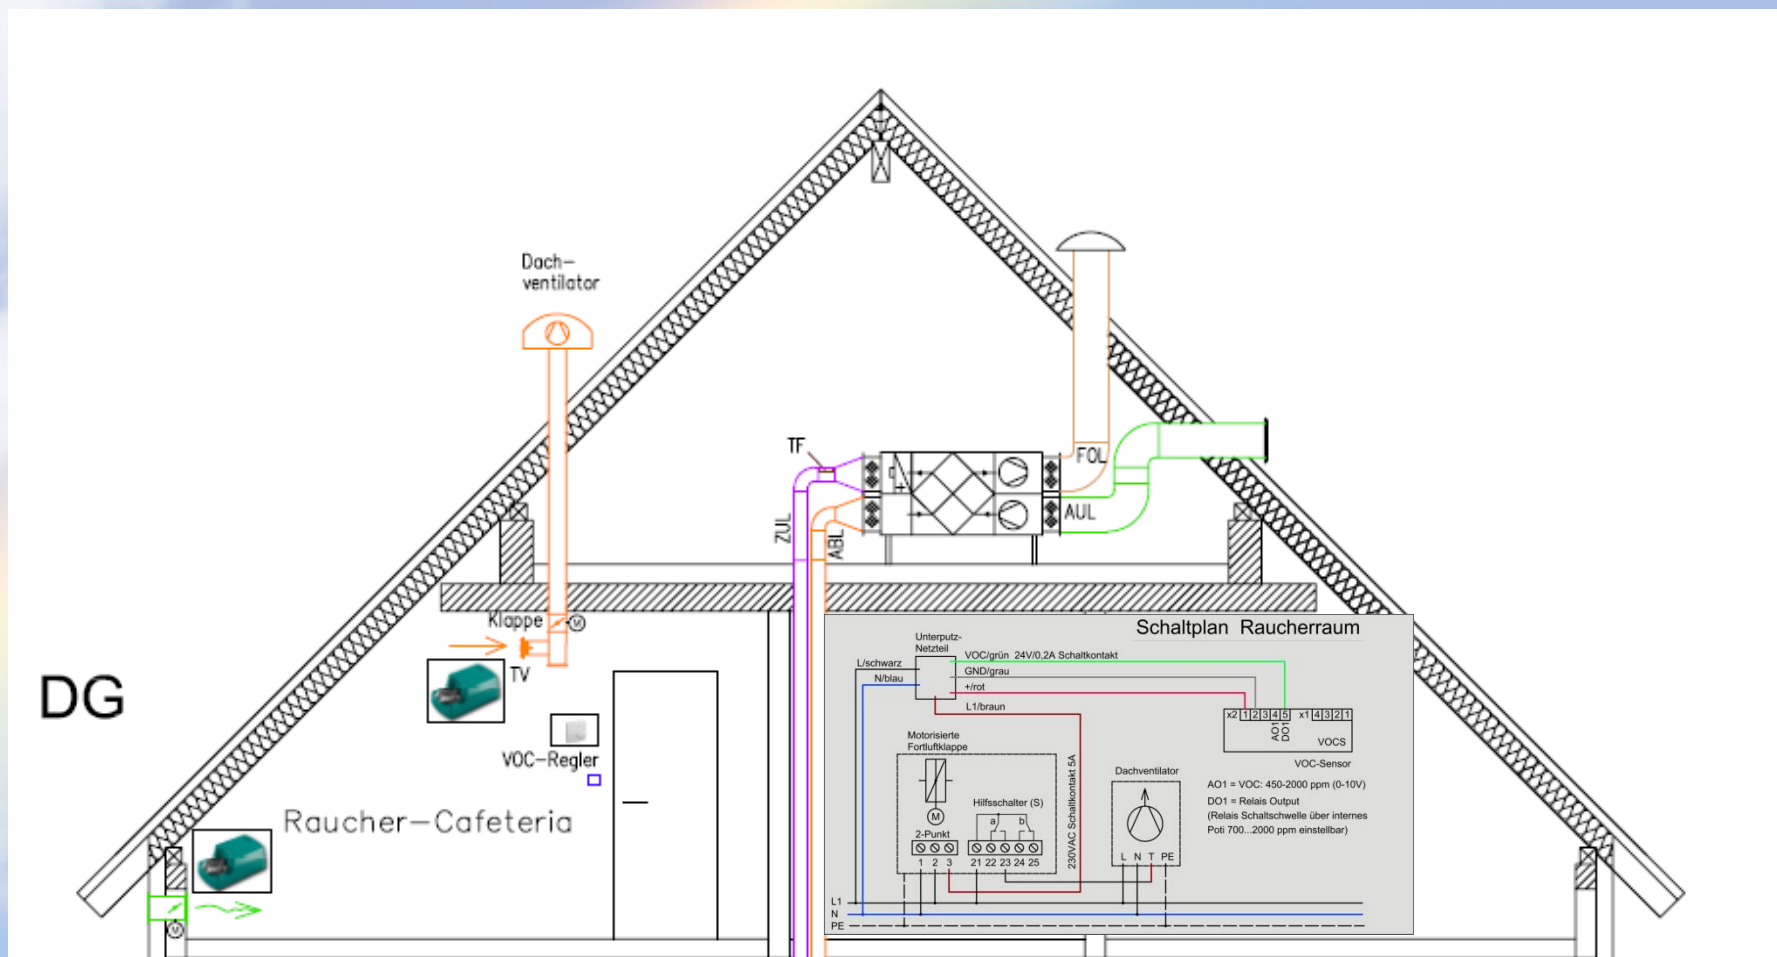 Dach-
ventilator
TF
FOL
AUL
ZUL
ABL
Klappe
M
TV
DG
VOC-Regler
Raucher-Cafeteria
M
Schaltplan Raucherraum
Unterputz-
Netzteil
L/schwarz
N/blau
VOC/grün 24V/0,2A Schaltkontakt
GND/grau
+/rot
L1/braun
x2 1 2 3 4 5 x1 4 3 2 1
AO1
DO1
VOCS
VOC-Sensor
Motorisierte
Fortluftklappe
M
Hilfsschalter (S)
a b
2-Punkt
1 2 3 21 22 23 24 25
230VAC Schaltkontakt 5A
Dachventilator
L N T PE
AO1 = VOC: 450-2000 ppm (0-10V)
DO1 = Relais Output
(Relais Schaltschwelle über internes
Poti 700...2000 ppm einstellbar)
L1
N
PE